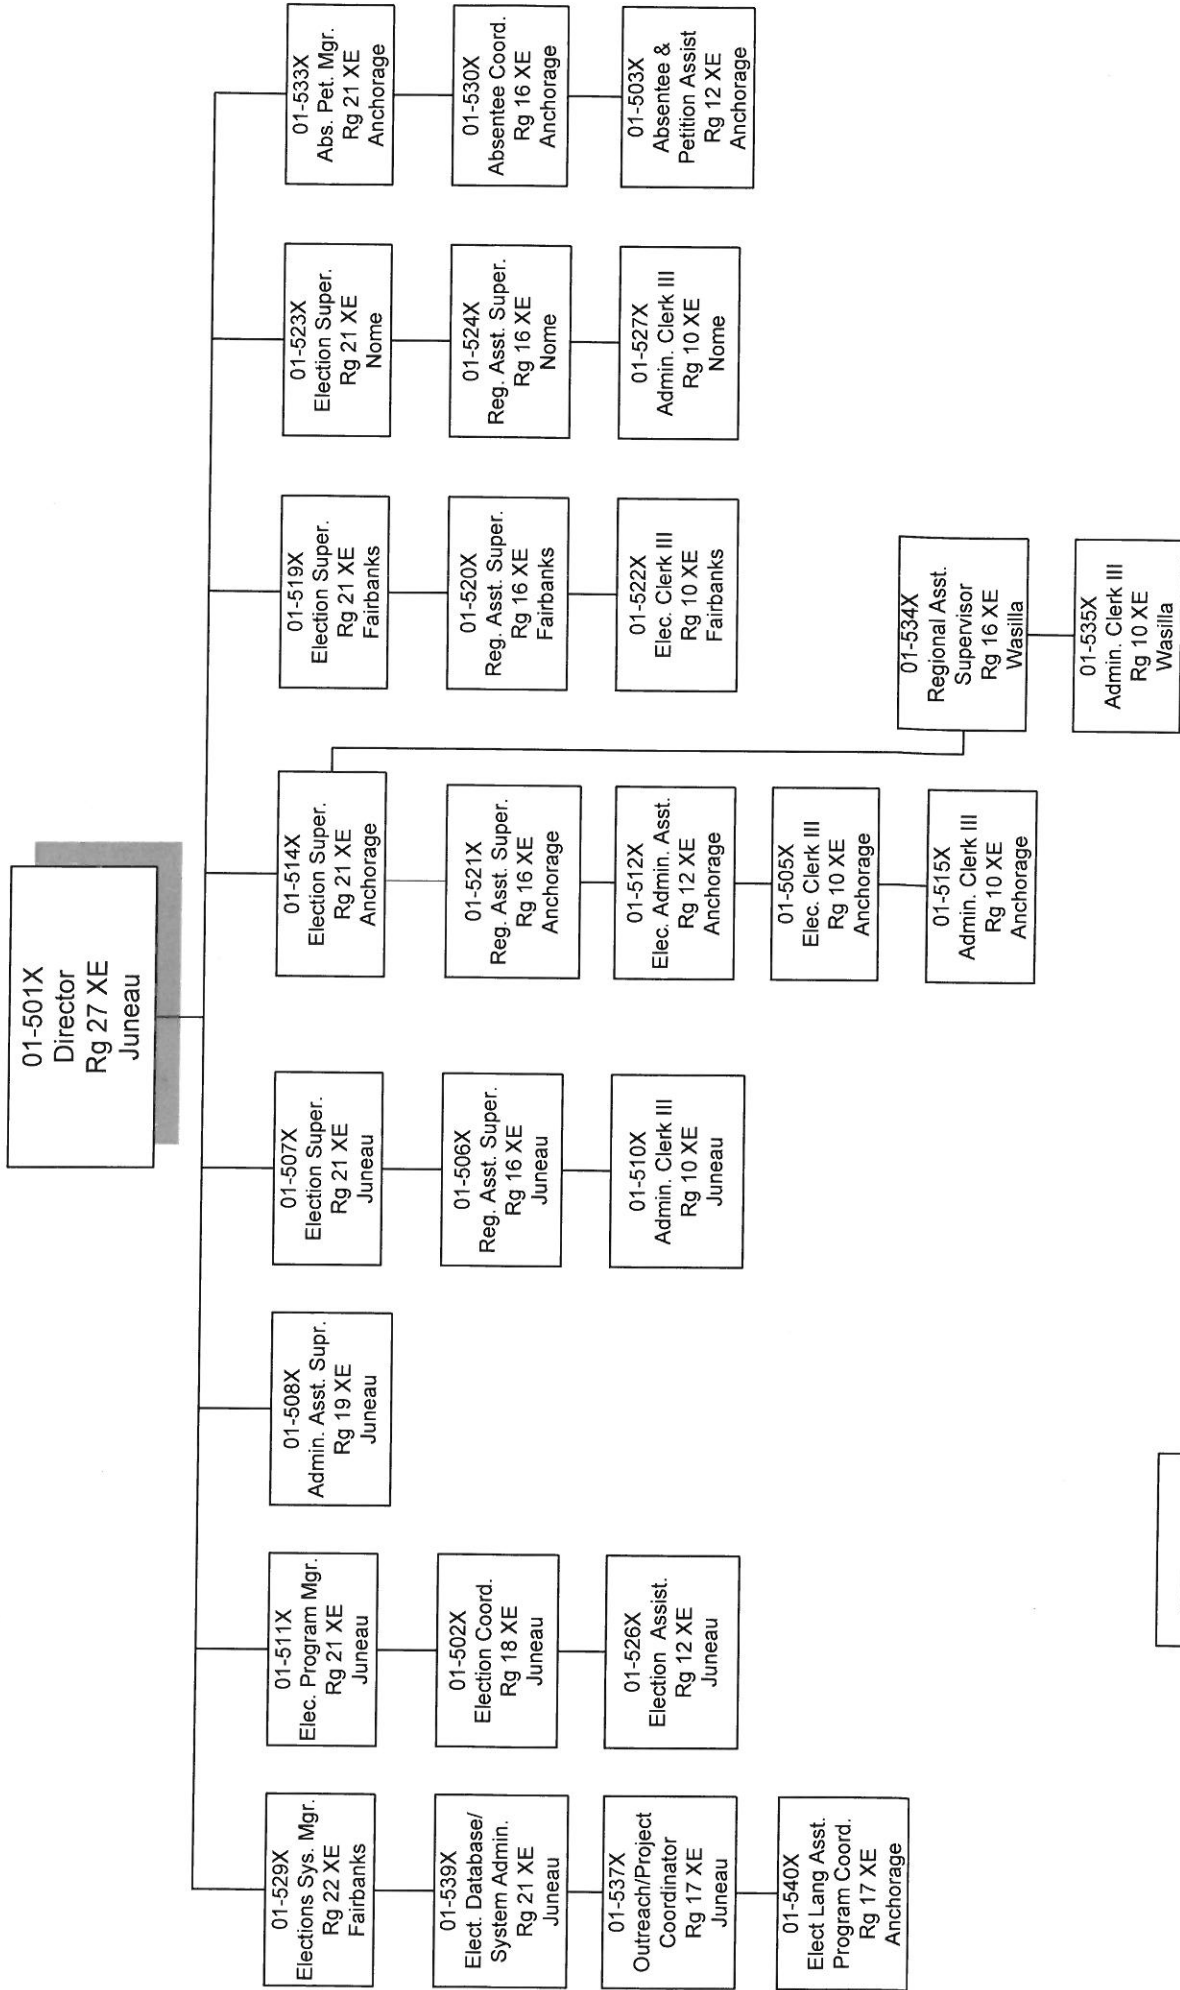 01-501X
Director
Rg 27 XE
Juneau
01-529X
Elections Sys. Mgr.
Rg 22 XE
Fairbanks
01-539X
Elect. Database/
System Admin.
Rg 21 XE
Juneau
01-537X
Outreach/Project
Coordinator
Rg 17 XE
Juneau
01-540X
Elect Lang Asst.
Program Coord.
Rg 17 XE
Anchorage
01-511X
Elec. Program Mgr.
Rg 21 XE
Juneau
01-502X
Election Coord.
Rg 18 XE
Juneau
01-526X
Election Assist.
Rg 12 XE
Juneau
01-508X
Admin. Asst. Supr.
Rg 19 XE
Juneau
01-507X
Election Super.
Rg 21 XE
Juneau
01-506X
Reg. Asst. Super.
Rg 16 XE
Juneau
01-510X
Admin. Clerk III
Rg 10 XE
Juneau
01-514X
Election Super.
Rg 21 XE
Anchorage
01-521X
Reg. Asst. Super.
Rg 16 XE
Anchorage
01-512X
Elec. Admin. Asst.
Rg 12 XE
Anchorage
01-505X
Elec. Clerk III
Rg 10 XE
Anchorage
01-515X
Admin. Clerk III
Rg 10 XE
Anchorage
01-534X
Regional Asst.
Supervisor
Rg 16 XE
Wasilla
01-535X
Admin. Clerk III
Rg 10 XE
Wasilla
01-519X
Election Super.
Rg 21 XE
Fairbanks
01-520X
Reg. Asst. Super.
Rg 16 XE
Fairbanks
01-522X
Elec. Clerk III
Rg 10 XE
Fairbanks
01-523X
Election Super.
Rg 21 XE
Nome
01-524X
Reg. Asst. Super.
Rg 16 XE
Nome
01-527X
Admin. Clerk III
Rg 10 XE
Nome
01-533X
Abs. Pet. Mgr.
Rg 21 XE
Anchorage
01-530X
Absentee Coord.
Rg 16 XE
Anchorage
01-503X
Absentee &
Petition Assist
Rg 12 XE
Anchorage